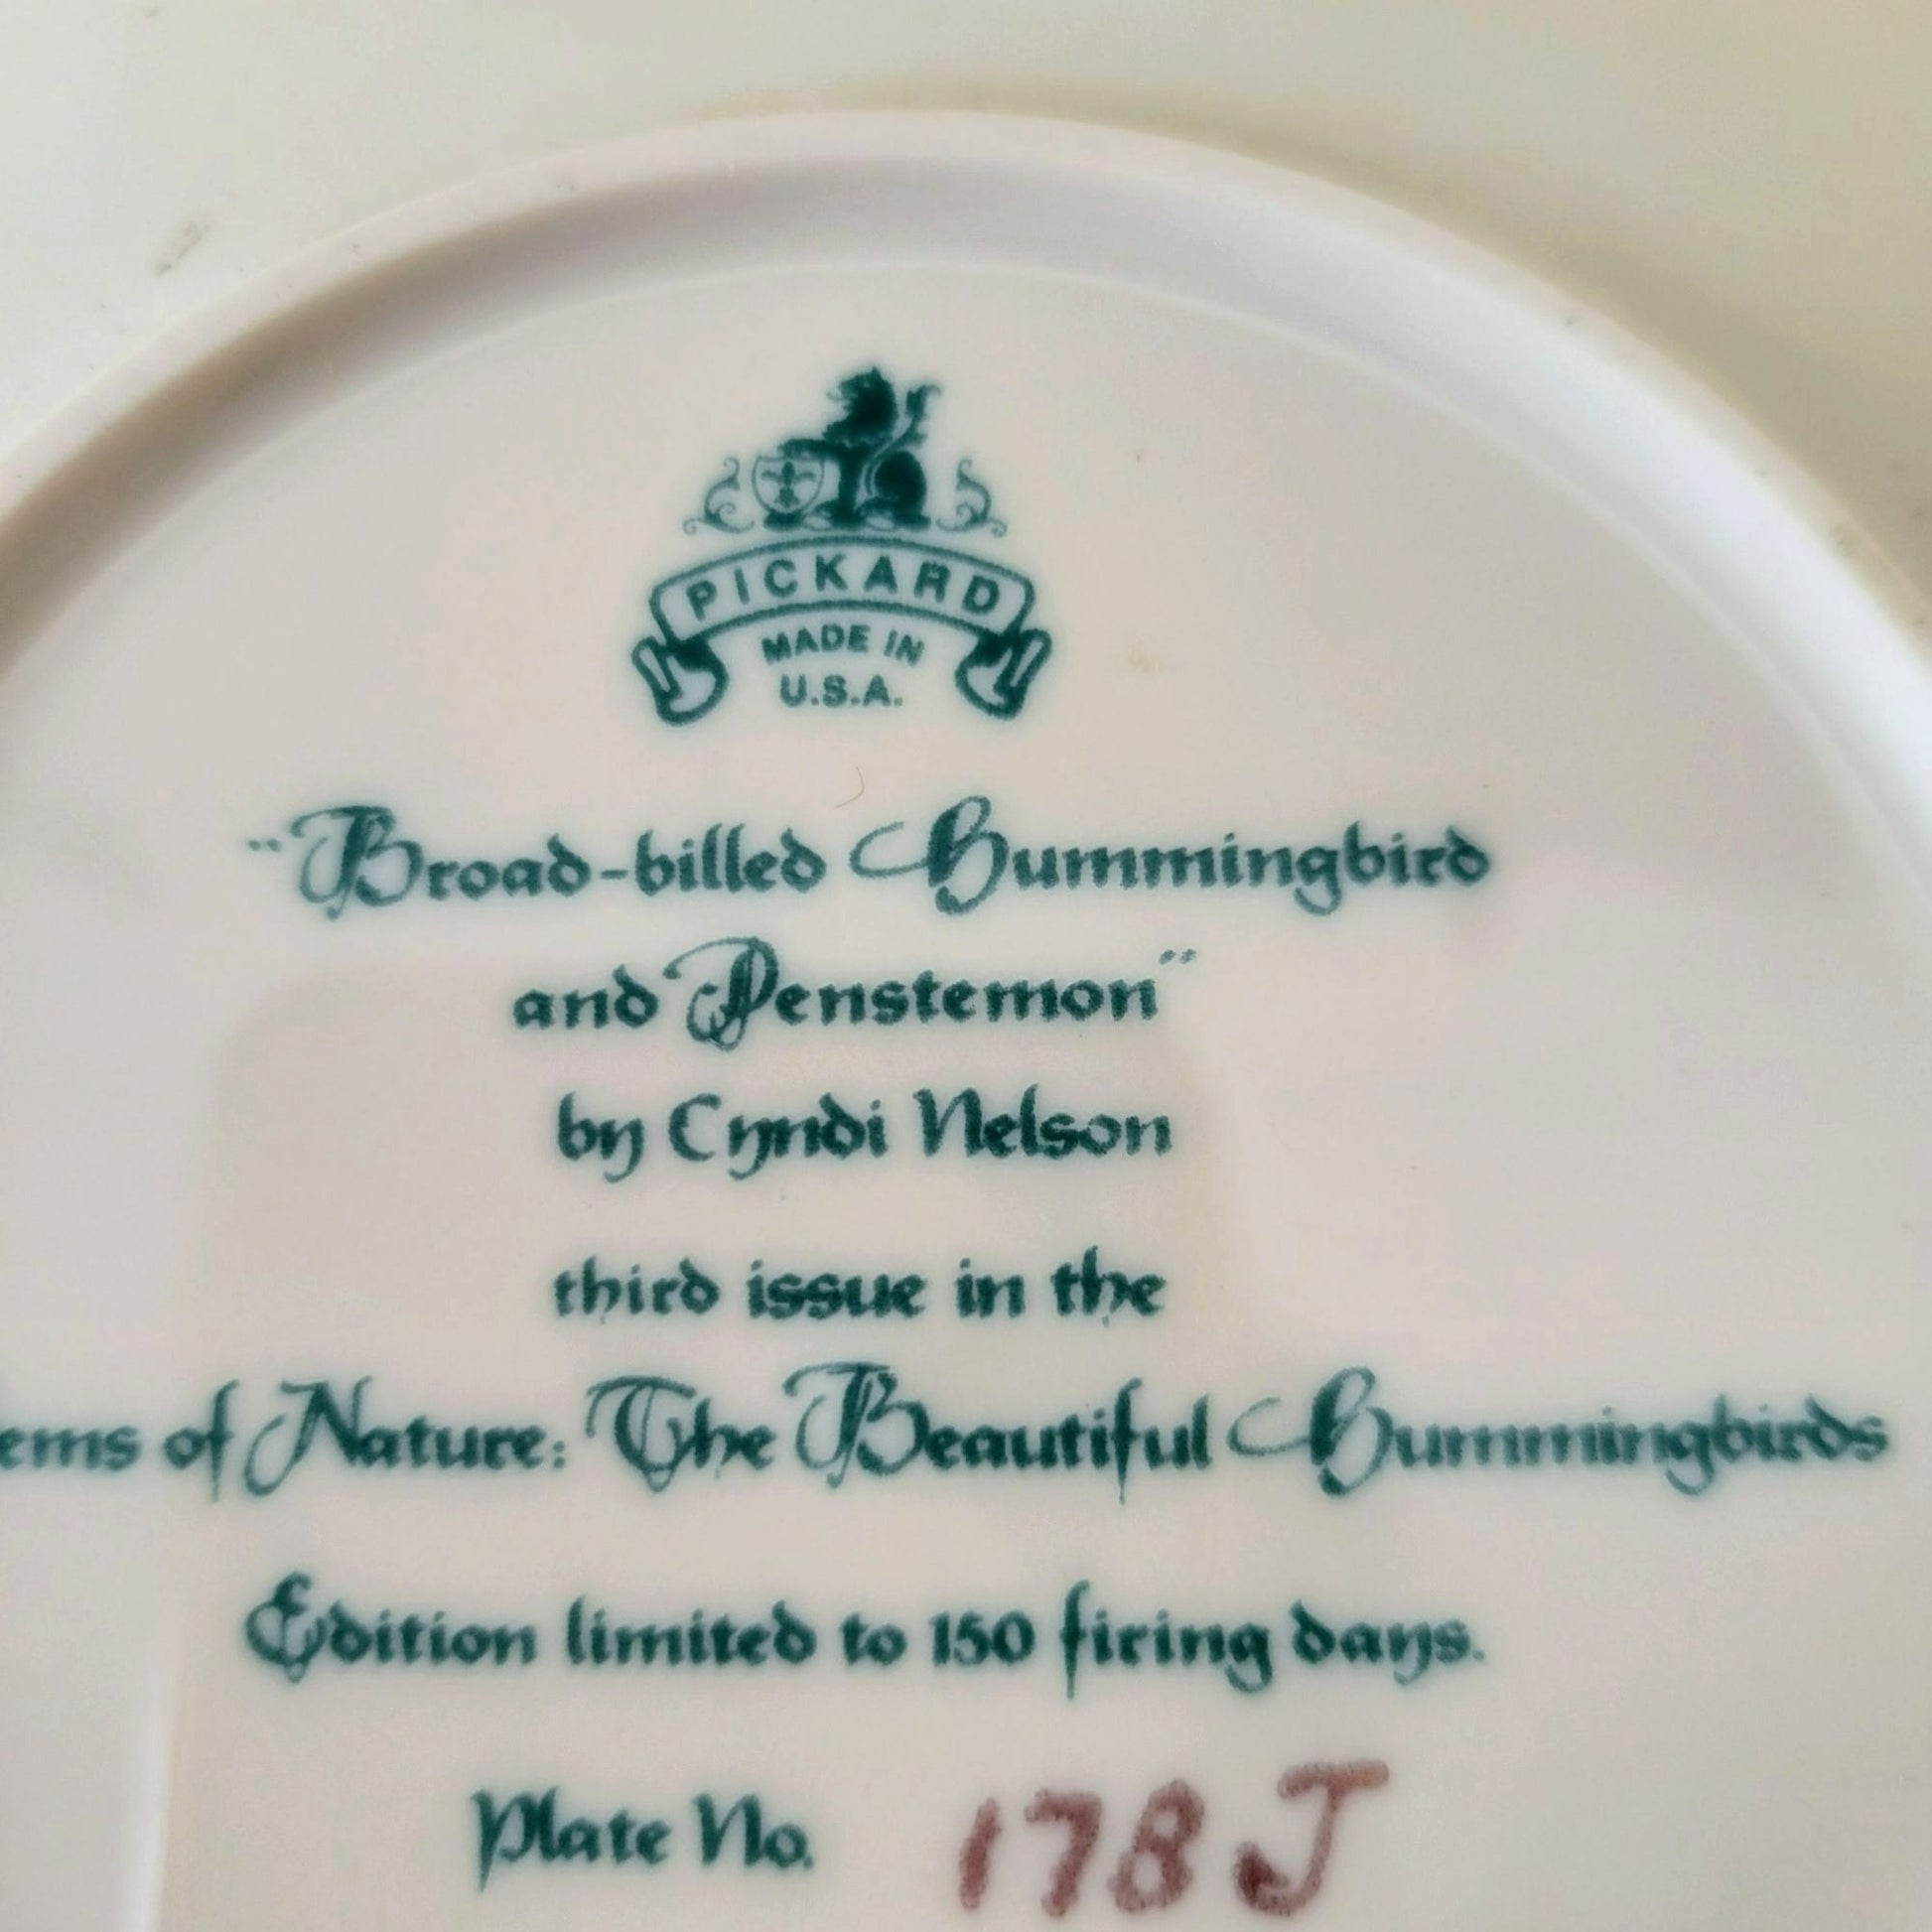 PICKARD
MADE IN
U.S.A.
"Broad-billed Hummingbird
and Penstemon"
by Cyndi Nelson
third issue in the
ems of Nature: The Beautiful Hummingbirds
Edition limited to 150 firing days.
Plate No. 178J